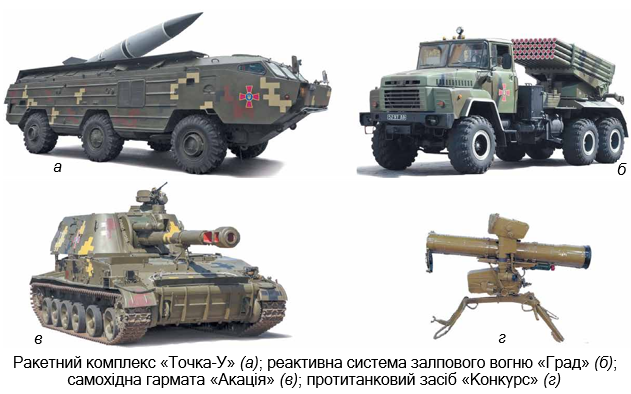 а
б
в
г
Ракетний комплекс «Точка-У» (а); реактивна система залпового вогню «Град» (б);
самохідна гармата «Акація» (в); протитанковий засіб «Конкурс» (г)